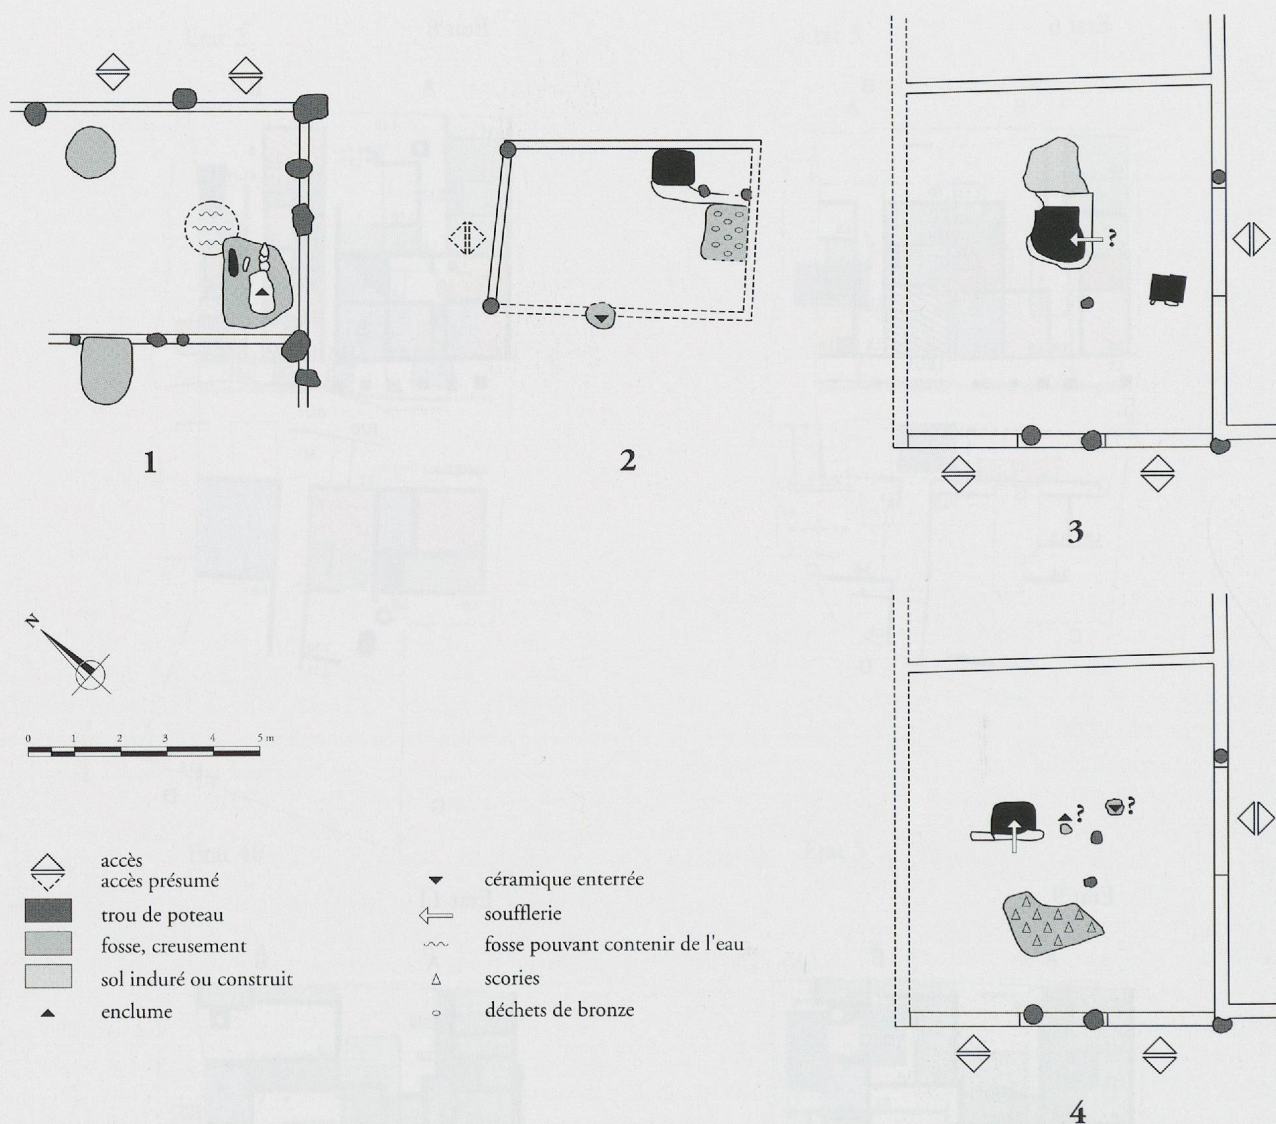 1
2
?
3
N
0 1 2 3 4 5 m
? ?
4
accès
accès présumé
trou de poteau
fosse, creusement
sol induré ou construit
enclume
céramique enterrée
soufflerie
fosse pouvant contenir de l'eau
scories
déchets de bronze